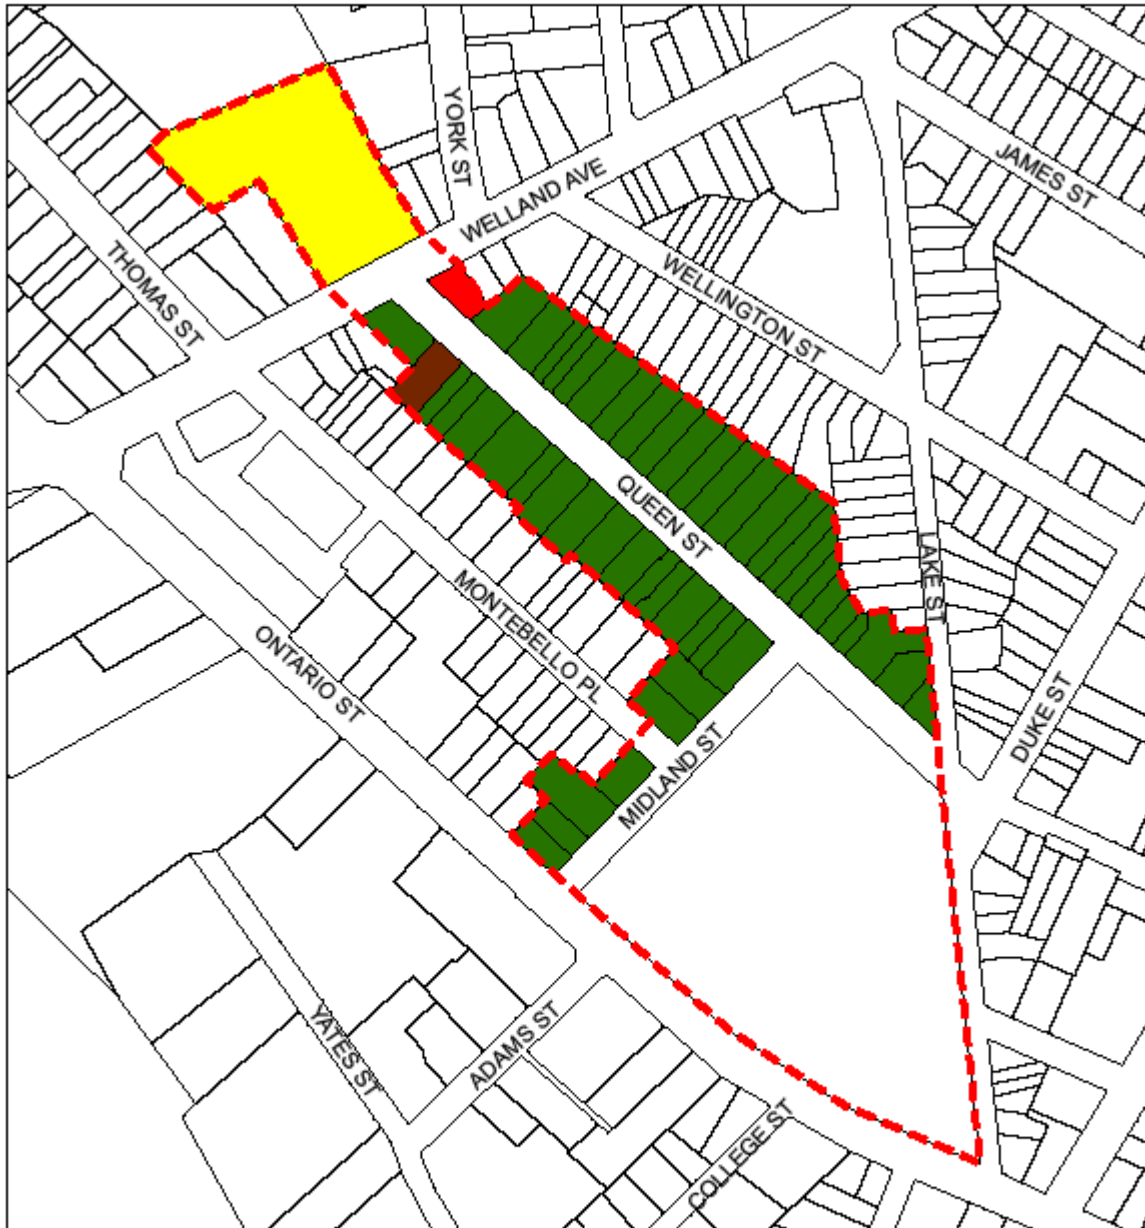 YORK ST
WELLAND AVE
JAMES ST
THOMAS ST
WELLINGTON ST
QUEEN ST
LAKE ST
MONTEBELLO PL
ONTARIO ST
DUKE ST
MIDLAND ST
YATES ST
ADAMS ST
COLLEGE ST